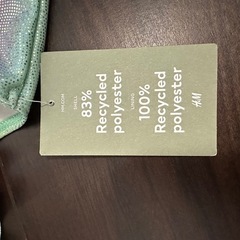 SHELL:
83%
Recycled
polyester
LINING:
100%
Recycled
polyester
H&M